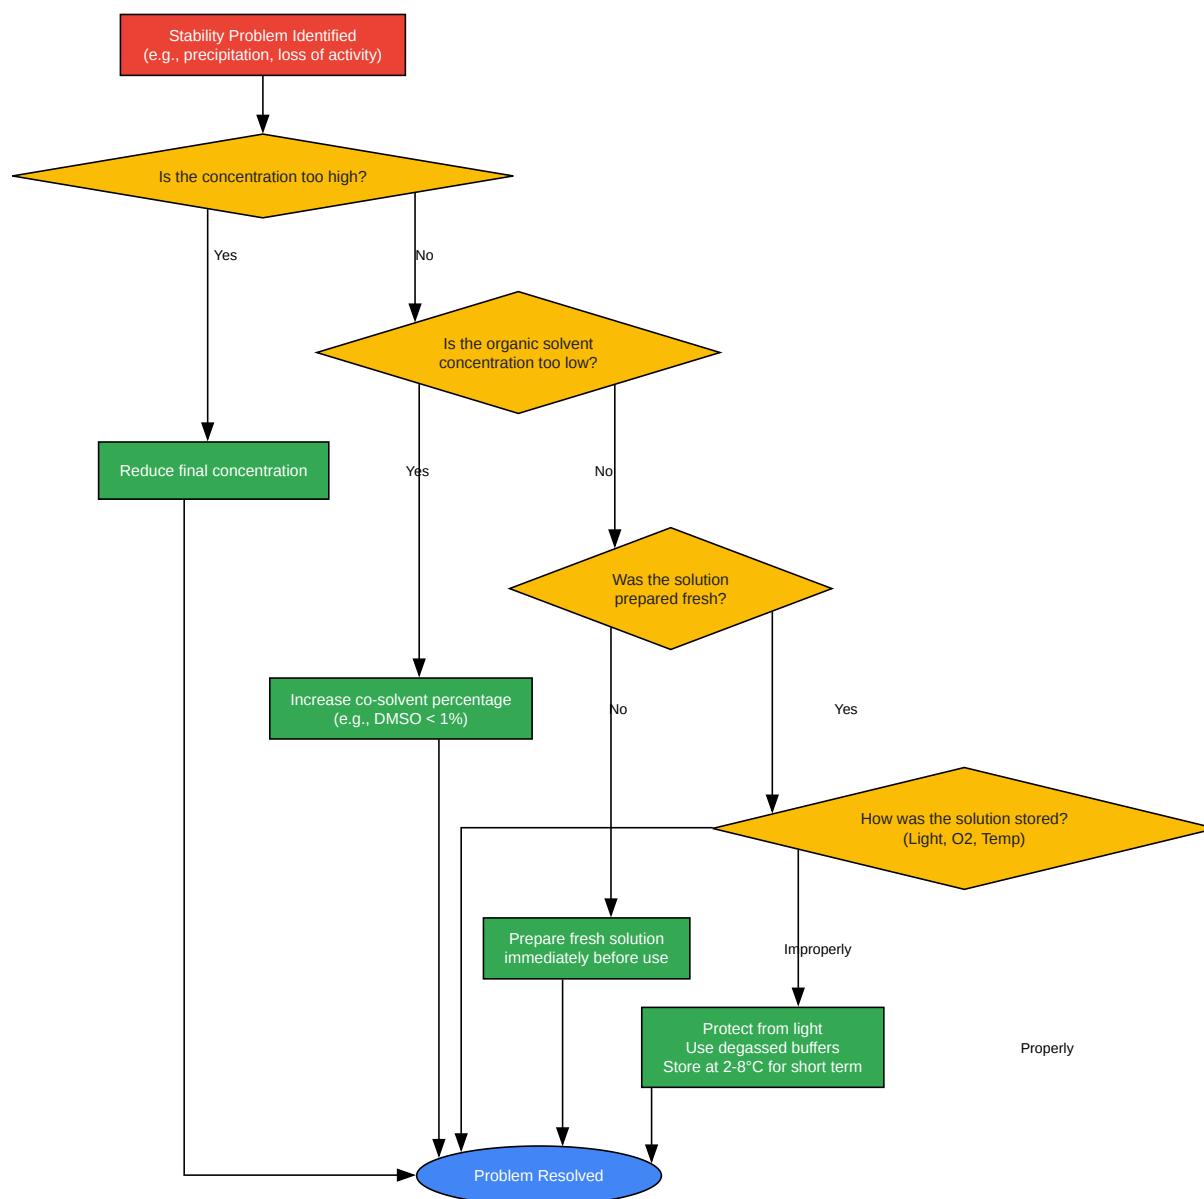 Stability Problem Identified
(e.g., precipitation, loss of activity)
Is the concentration too high?
Yes
No
Is the organic solvent
concentration too low?
Reduce final concentration
Yes
No
Was the solution
prepared fresh?
Increase co-solvent percentage
(e.g., DMSO < 1%)
No
Yes
How was the solution stored?
(Light, O2, Temp)
Prepare fresh solution
immediately before use
Improperly
Protect from light
Use degassed buffers
Store at 2-8°C for short term
Properly
Problem Resolved